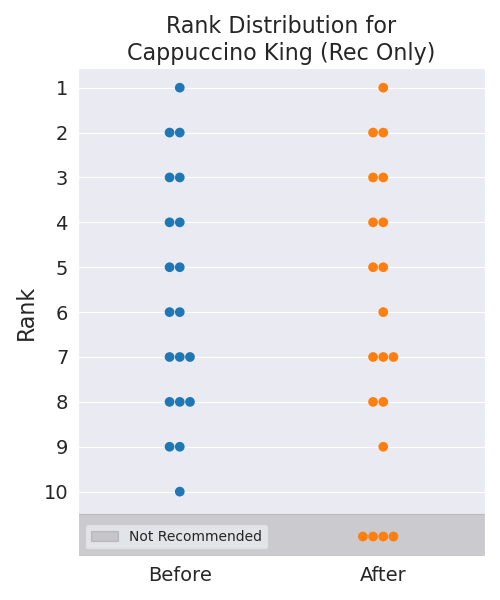 Rank Distribution for
Cappuccino King (Rec Only)
Rank
1
2
3
4
5
6
7
8
9
10
Not Recommended
Before After